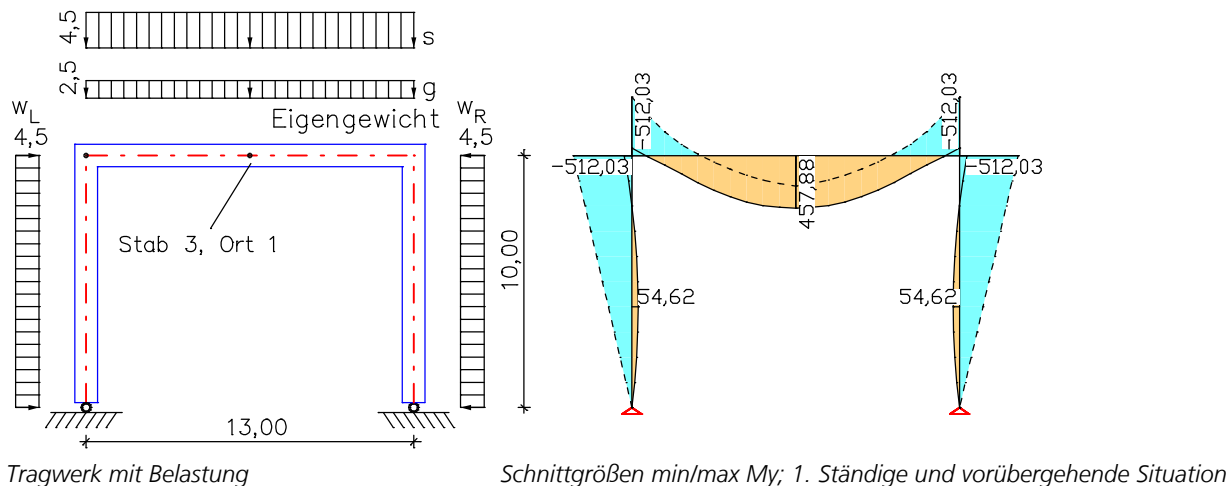 4,5
s
2,5
g
w_L
4,5
Eigengewicht
w_R
4,5
Stab 3, Ort 1
10,00
13,00
-512,03
-512,03
-512,03
457,88
-512,03
54,62
54,62
Tragwerk mit Belastung
Schnittgrößen min/max My; 1. Ständige und vorübergehende Situation